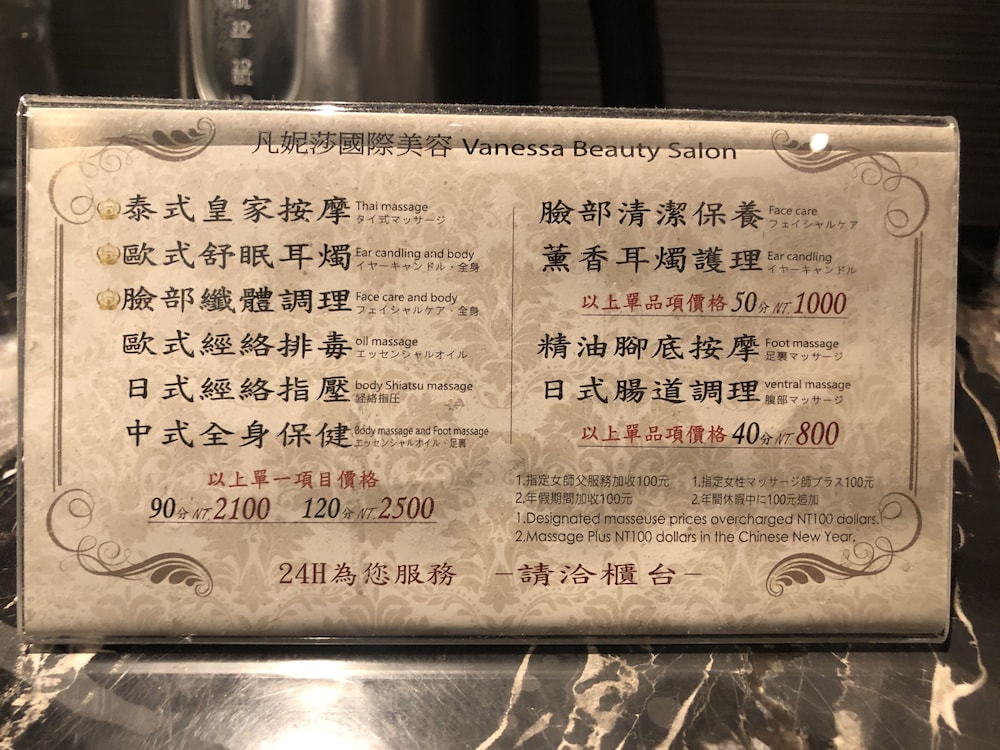 凡妮莎國際美容 Vanessa Beauty Salon
泰式皇家按摩 Thai massage
タイ式マッサージ
歐式舒眠耳燭 Ear candling and body
イヤーキャンドル・全身
臉部纖體調理 Face care and body
フェイシャルケア・全身
歐式經絡排毒 oil massage
エッセンシャルオイル
日式經絡指壓 body Shiatsu massage
経絡指圧
中式全身保健 Body massage and Foot massage
エッセンシャルオイル・足裏
以上單一項目價格
90分NT.2100 120分NT.2500
臉部清潔保養 Face care
フェイシャルケア
薰香耳燭護理 Ear candling
イヤーキャンドル
以上單品項價格50分NT.1000
精油腳底按摩 Foot massage
足裏マッサージ
日式腸道調理 ventral massage
腹部マッサージ
以上單品項價格40分NT800
1.指定女師父服務加收100元 1.指定女性マッサージ師プラス100元
2.年假期間加收100元 2.年間休暇中に100元追加
1.Designated masseuse prices overcharged NT100 dollars.
2.Massage Plus NT100 dollars in the Chinese New Year.
24H為您服務 －請洽櫃台－